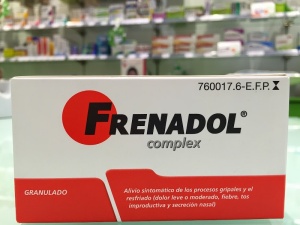 760017.6-E.F.P.
FRENADOL®
complex
GRANULADO
Alivio sintomático de los procesos gripales y el
resfriado (dolor leve o moderado, fiebre, tos
improductiva y secreción nasal).